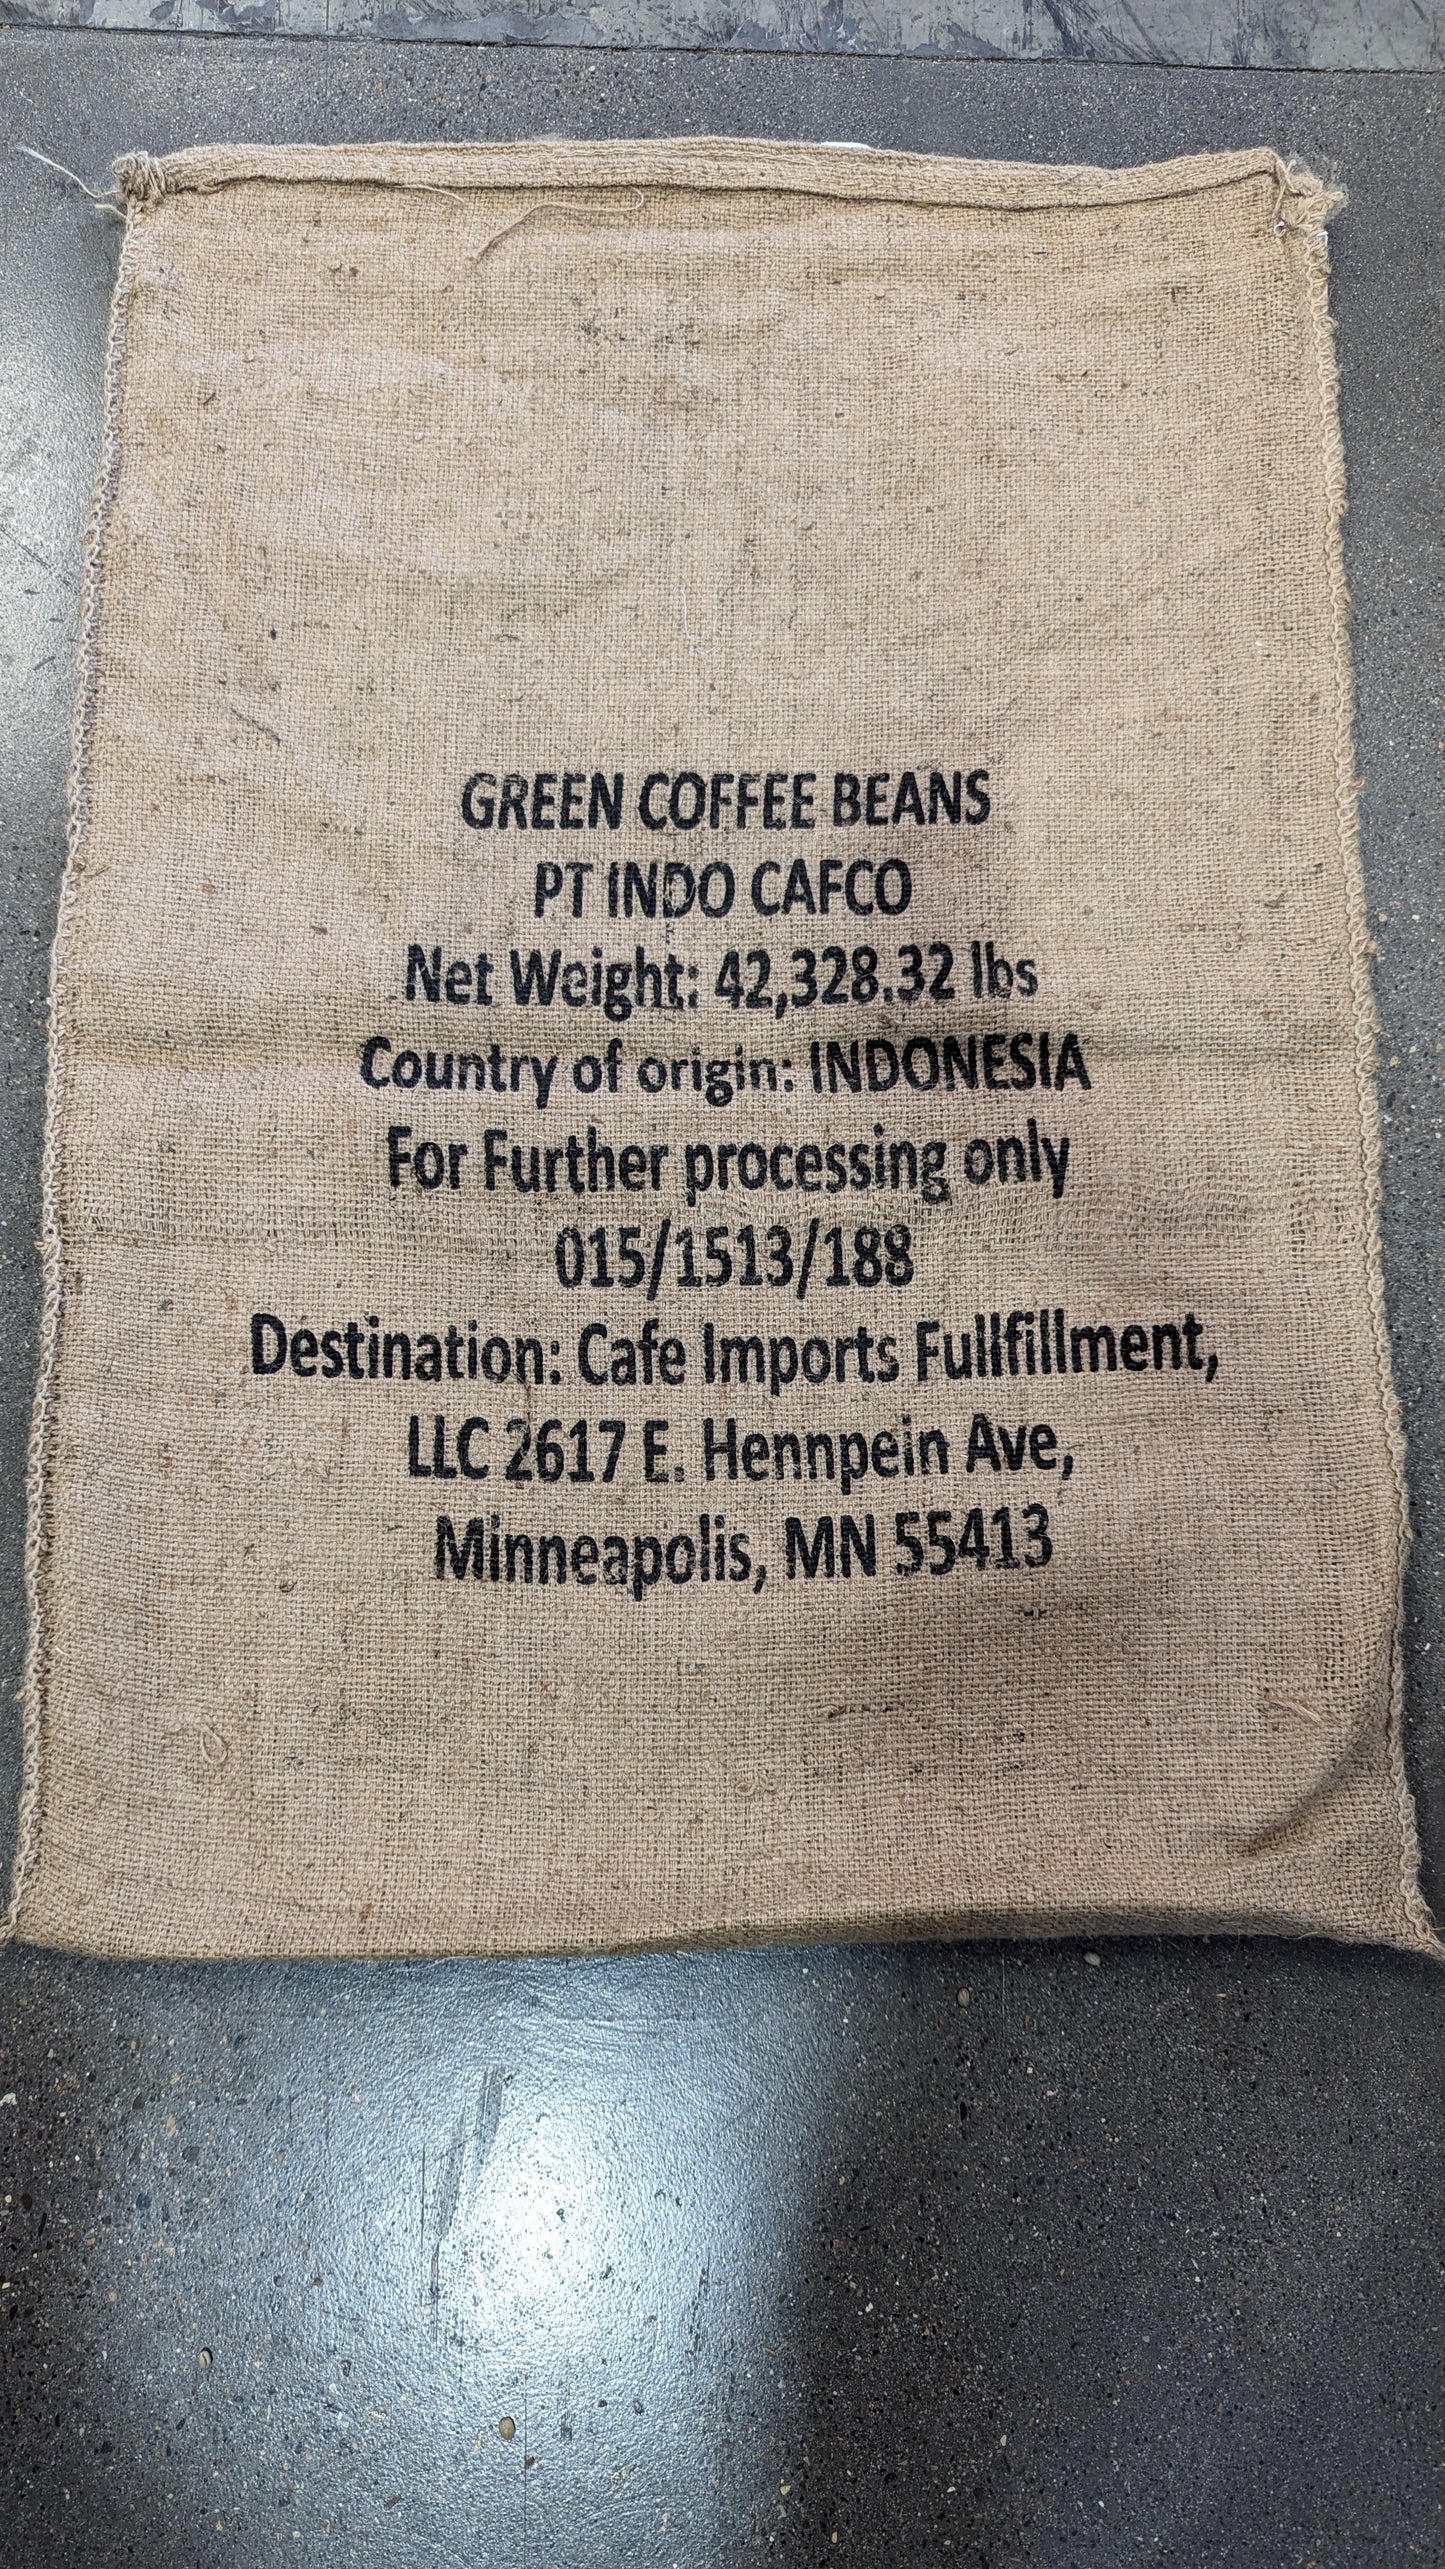 GREEN COFFEE BEANS
PT INDO CAFCO
Net Weight: 42,328.32 lbs
Country of origin: INDONESIA
For Further processing only
015/1513/188
Destination: Cafe Imports Fullfillment,
LLC 2617 E. Hennpein Ave,
Minneapolis, MN 55413